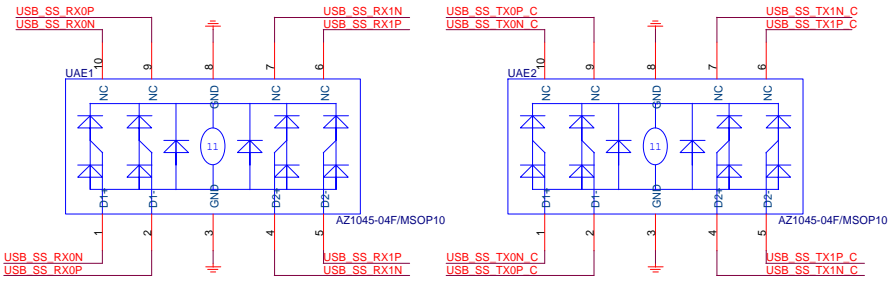 USB_SS_RX0P
USB_SS_RX0N
USB_SS_RX1N
USB_SS_RX1P
USB_SS_TX0P_C
USB_SS_TX0N_C
USB_SS_TX1N_C
USB_SS_TX1P_C
10
9
8
7
6
10
9
8
7
6
UAE1
UAE2
NC
NC
GND
NC
NC
NC
NC
GND
NC
NC
11
11
D1+
D1-
GND
D2+
D2-
D1+
D1-
GND
D2+
D2-
AZ1045-04F/MSOP10
AZ1045-04F/MSOP10
1
2
3
4
5
1
2
3
4
5
USB_SS_RX0N
USB_SS_RX0P
USB_SS_RX1P
USB_SS_RX1N
USB_SS_TX0N_C
USB_SS_TX0P_C
USB_SS_TX1P_C
USB_SS_TX1N_C